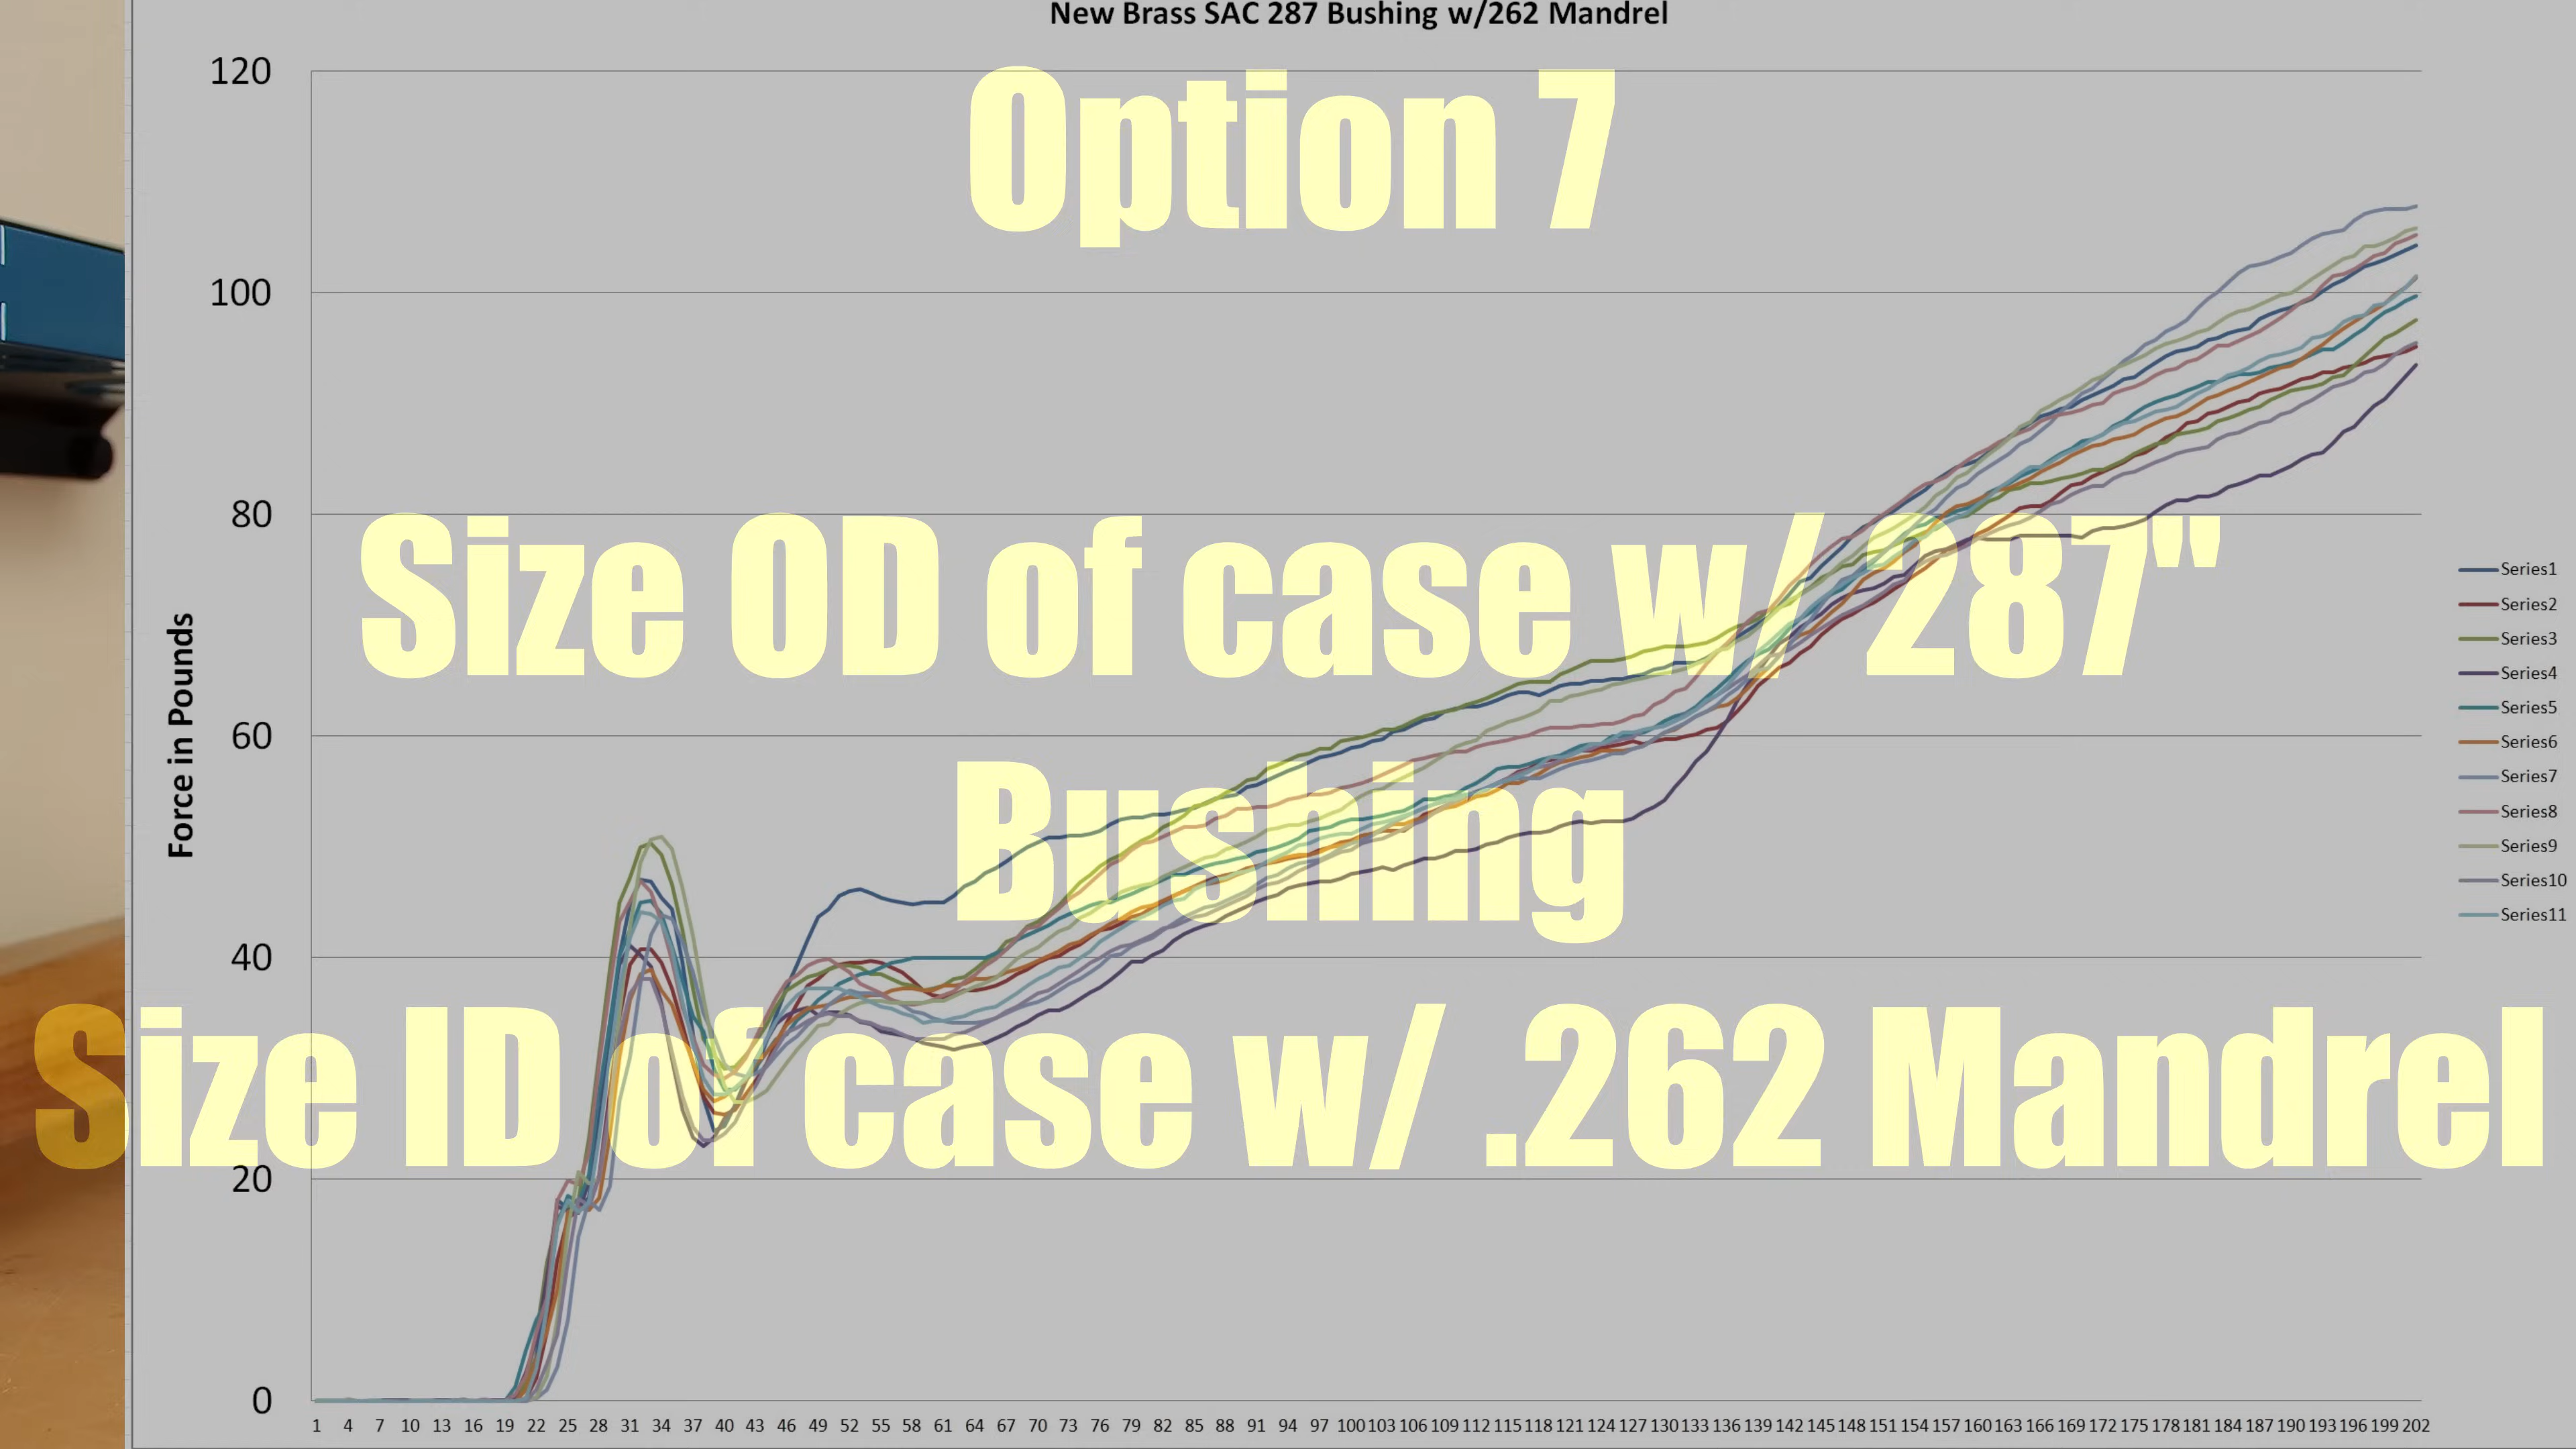 New Brass SAC 287 Bushing w/262 Mandrel
Option 7
Size OD of case w/ 287"
Bushing
Size ID of case w/ .262 Mandrel
Force in Pounds
120
100
80
60
40
20
0
1 4 7 10 13 16 19 22 25 28 31 34 37 40 43 46 49 52 55 58 61 64 67 70 73 76 79 82 85 88 91 94 97 100 103 106 109 112 115 118 121 124 127 130 133 136 139 142 145 148 151 154 157 160 163 166 169 172 175 178 181 184 187 190 193 196 199 202
Series1
Series2
Series3
Series4
Series5
Series6
Series7
Series8
Series9
Series10
Series11